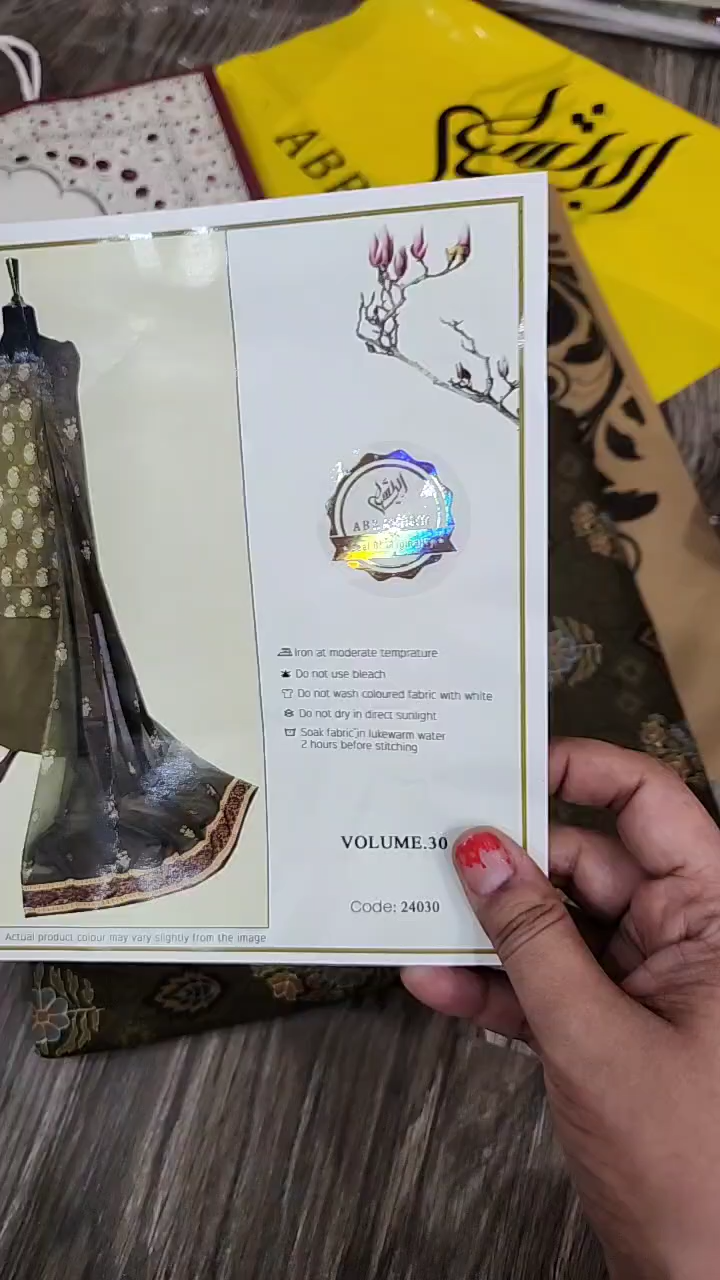 البتشـ
ABB
Iron at moderate temprature
Do not use bleach
Do not wash coloured fabric with white
Do not dry in direct sunlight
Soak fabric in lukewarm water
2 hours before stitching
VOLUME.30
Code: 24030
Actual product colour may vary slightly from the image